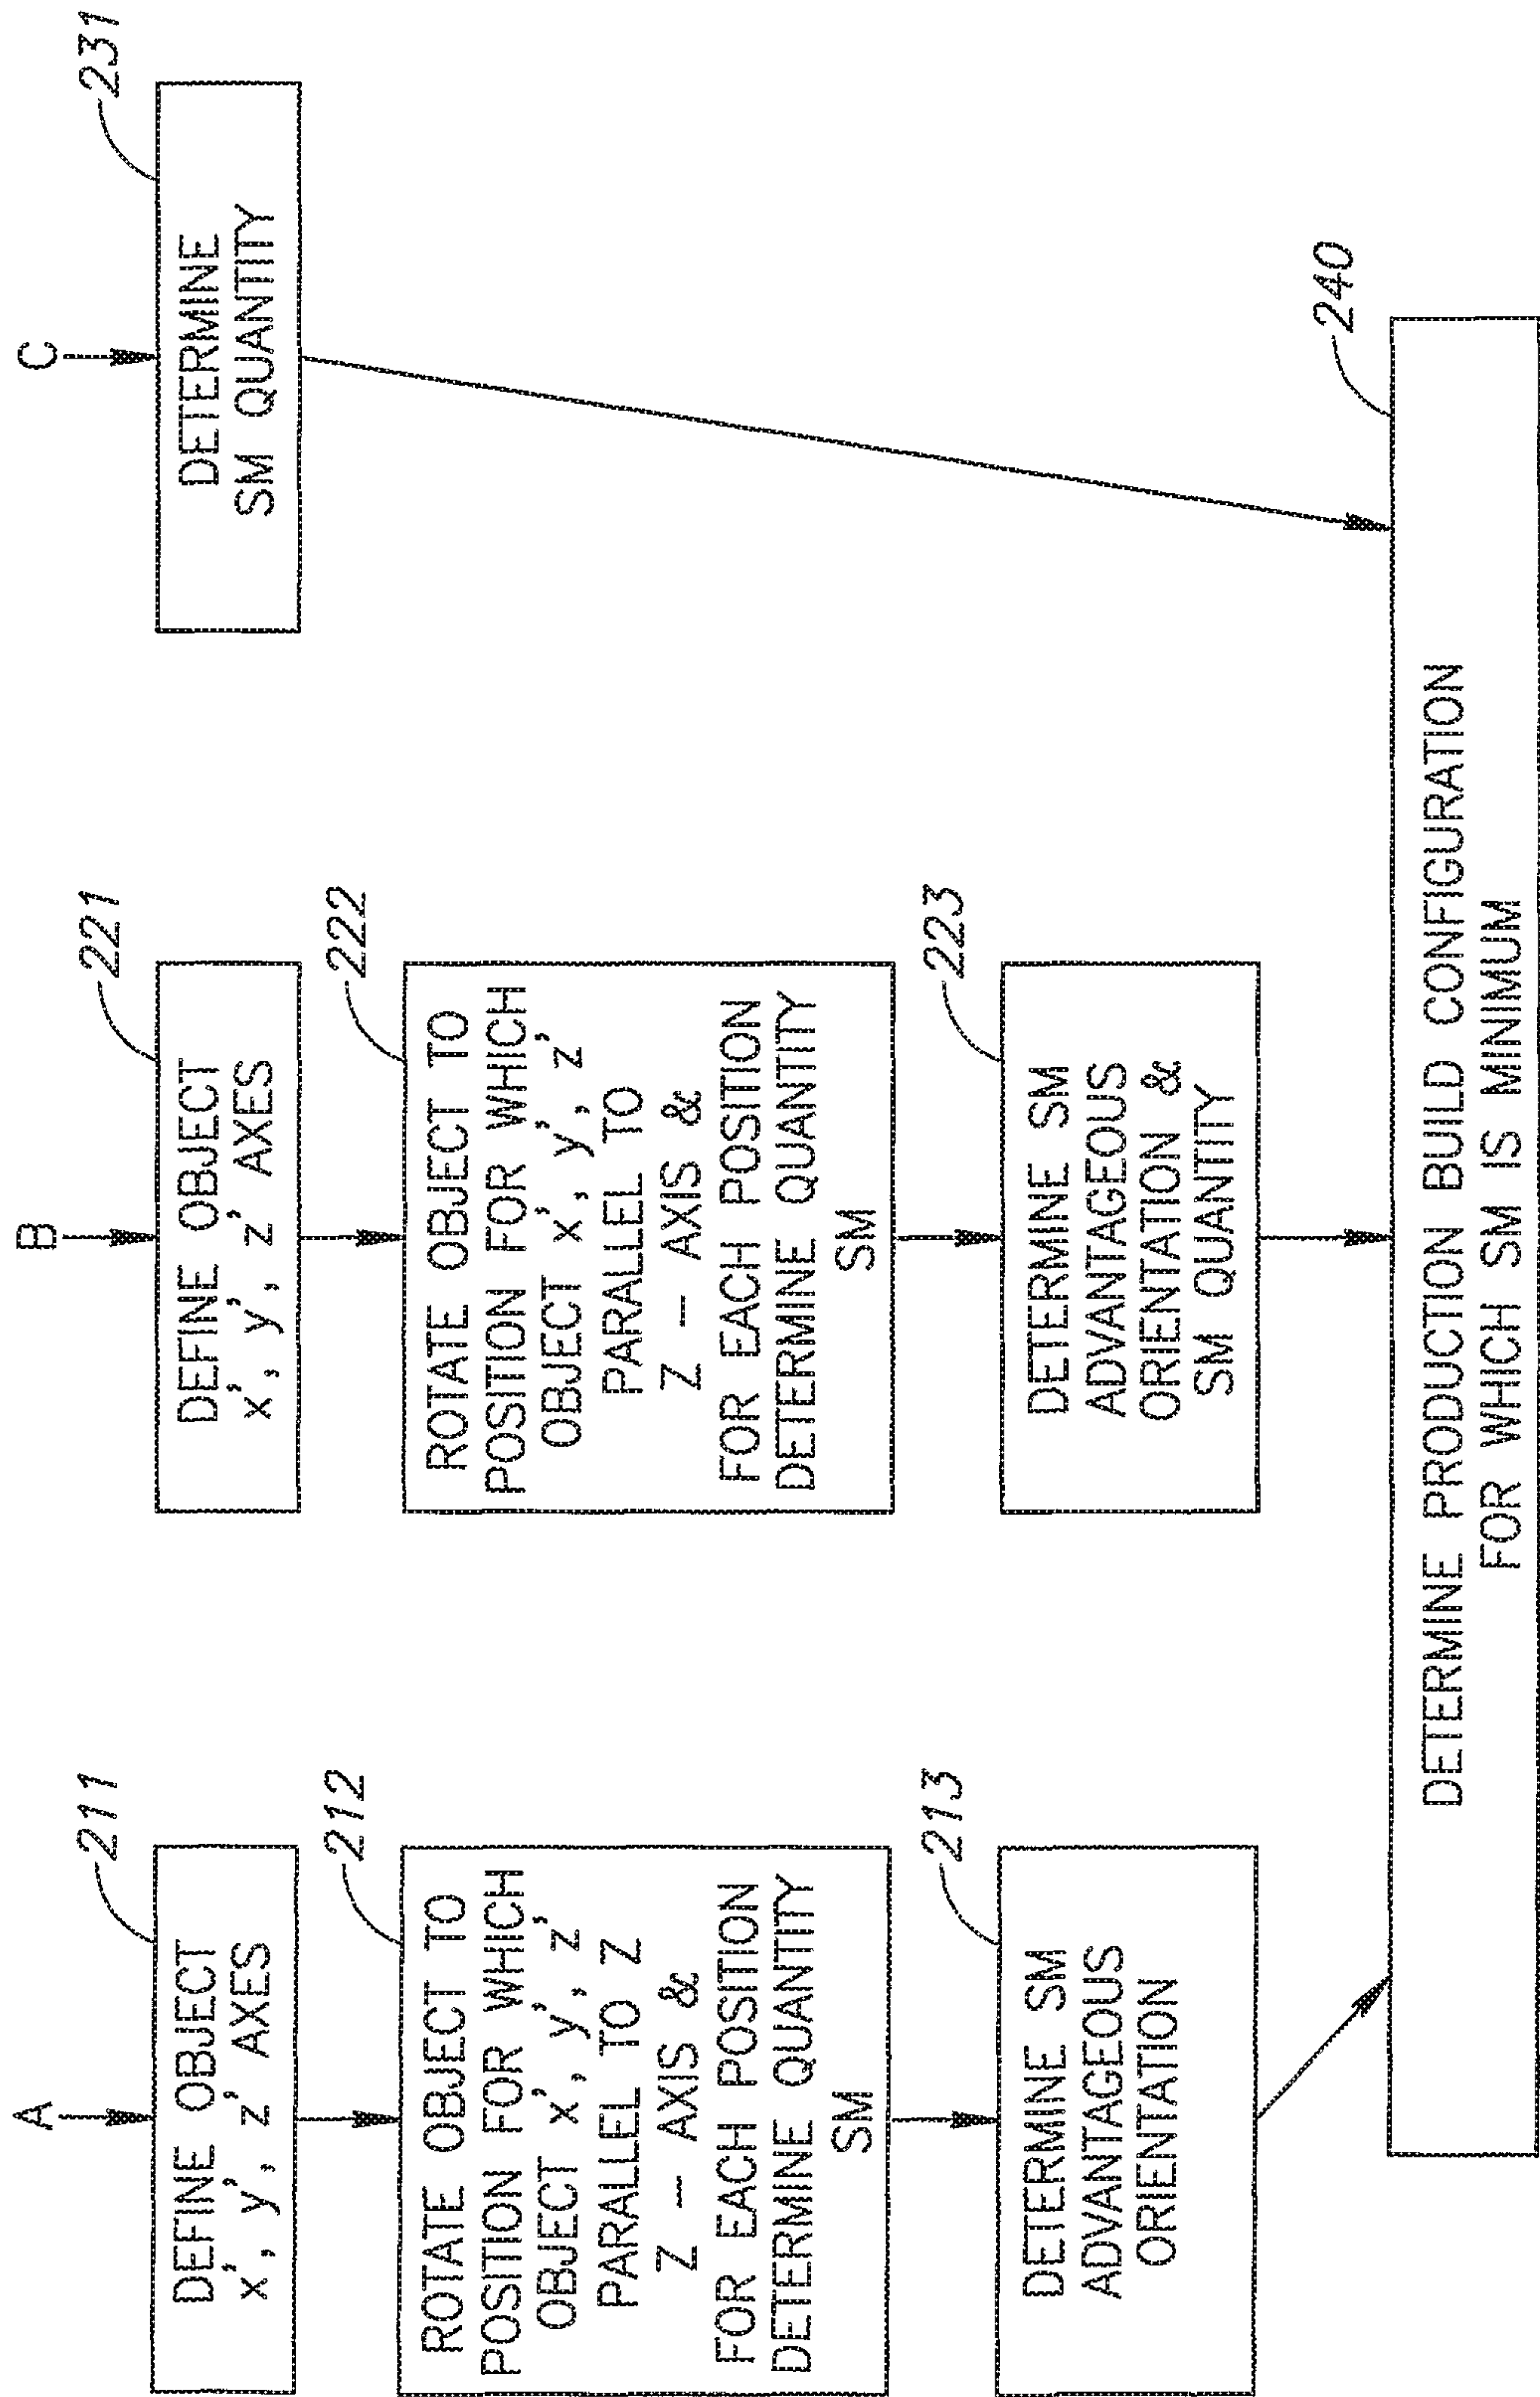 A
211
DEFINE OBJECT
x', y', z' AXES
212
ROTATE OBJECT TO
POSITION FOR WHICH
OBJECT x', y', z'
PARALLEL TO Z
Z – AXIS &
FOR EACH POSITION
DETERMINE QUANTITY
SM
213
DETERMINE SM
ADVANTAGEOUS
ORIENTATION
B
221
DEFINE OBJECT
x', y', z' AXES
222
ROTATE OBJECT TO
POSITION FOR WHICH
OBJECT x', y', z'
PARALLEL TO
Z – AXIS &
FOR EACH POSITION
DETERMINE QUANTITY
SM
223
DETERMINE SM
ADVANTAGEOUS
ORIENTATION &
SM QUANTITY
C
231
DETERMINE
SM QUANTITY
240
DETERMINE PRODUCTION BUILD CONFIGURATION
FOR WHICH SM IS MINIMUM